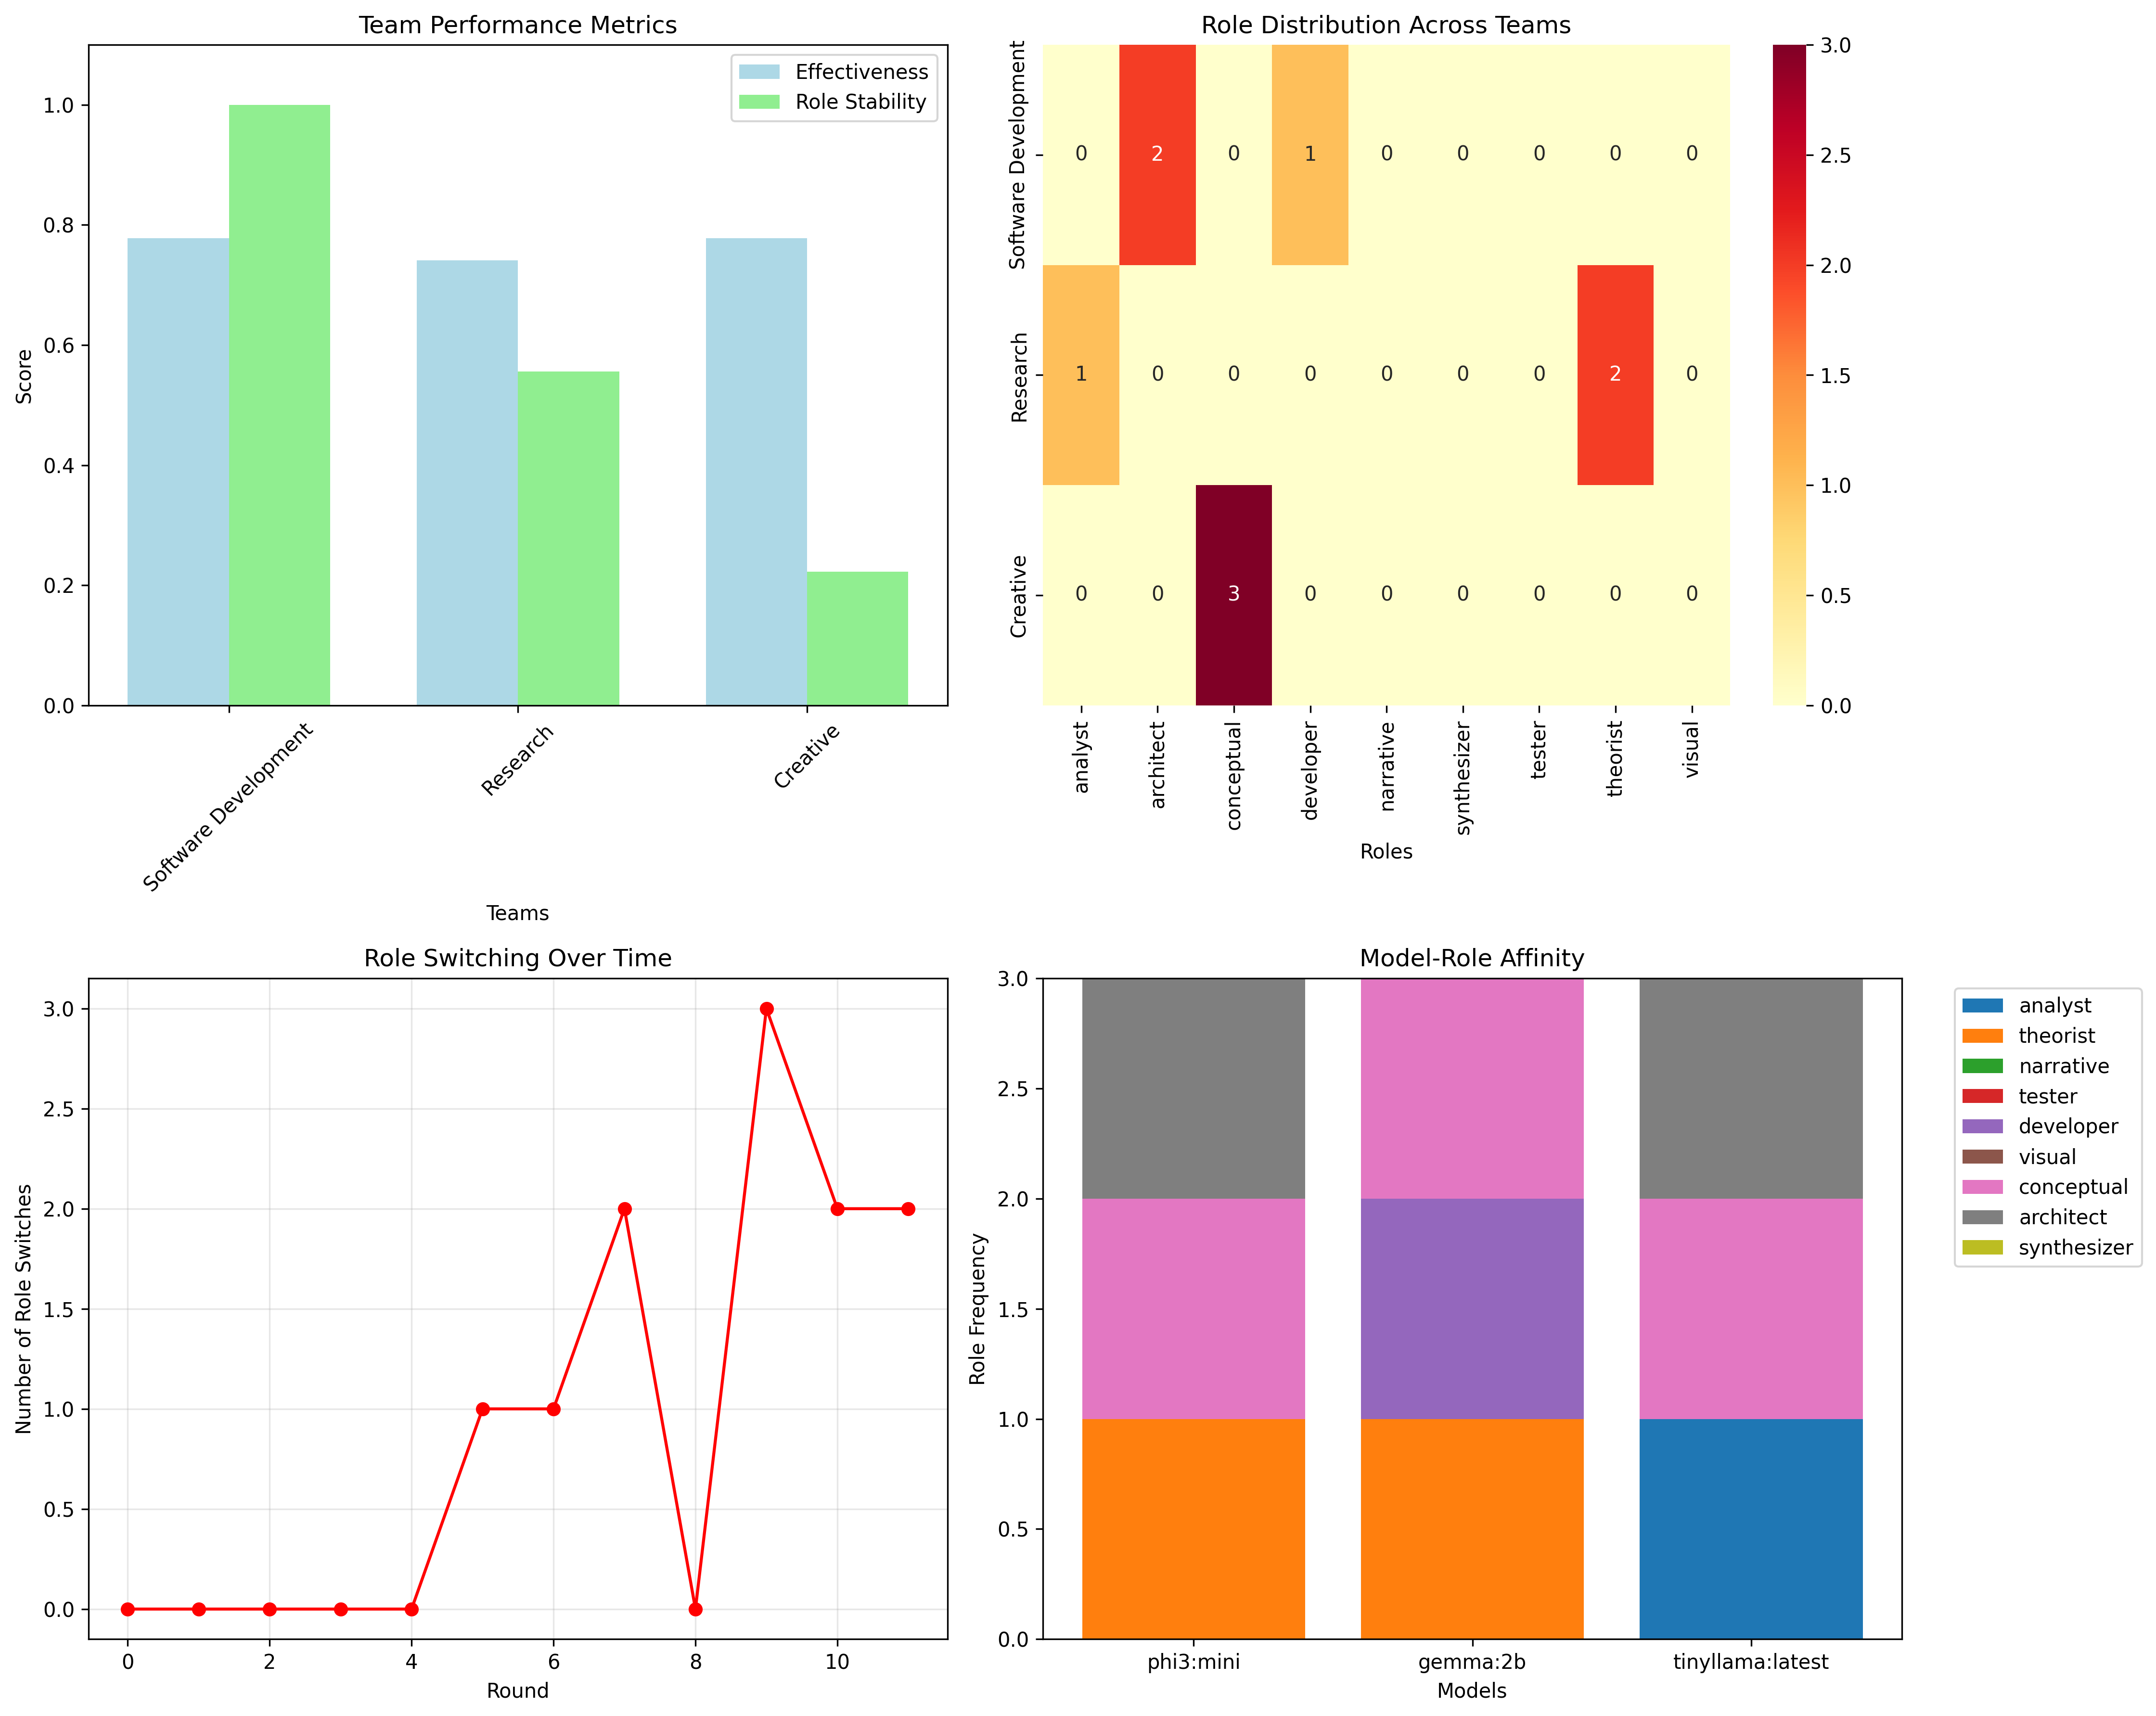 Team Performance Metrics
Effectiveness
Role Stability
1.0
0.8
0.6
0.4
0.2
0.0
Score
Software Development
Research
Creative
Teams
Role Distribution Across Teams
Software Development
Research
Creative
0 2 0 1 0 0 0 0 0
1 0 0 0 0 0 0 2 0
0 0 3 0 0 0 0 0 0
analyst
architect
conceptual
developer
narrative
synthesizer
tester
theorist
visual
Roles
3.0
2.5
2.0
1.5
1.0
0.5
0.0
Role Switching Over Time
3.0
2.5
2.0
1.5
1.0
0.5
0.0
Number of Role Switches
0 2 4 6 8 10
Round
Model-Role Affinity
3.0
2.5
2.0
1.5
1.0
0.5
0.0
Role Frequency
phi3:mini gemma:2b tinyllama:latest
Models
analyst
theorist
narrative
tester
developer
visual
conceptual
architect
synthesizer